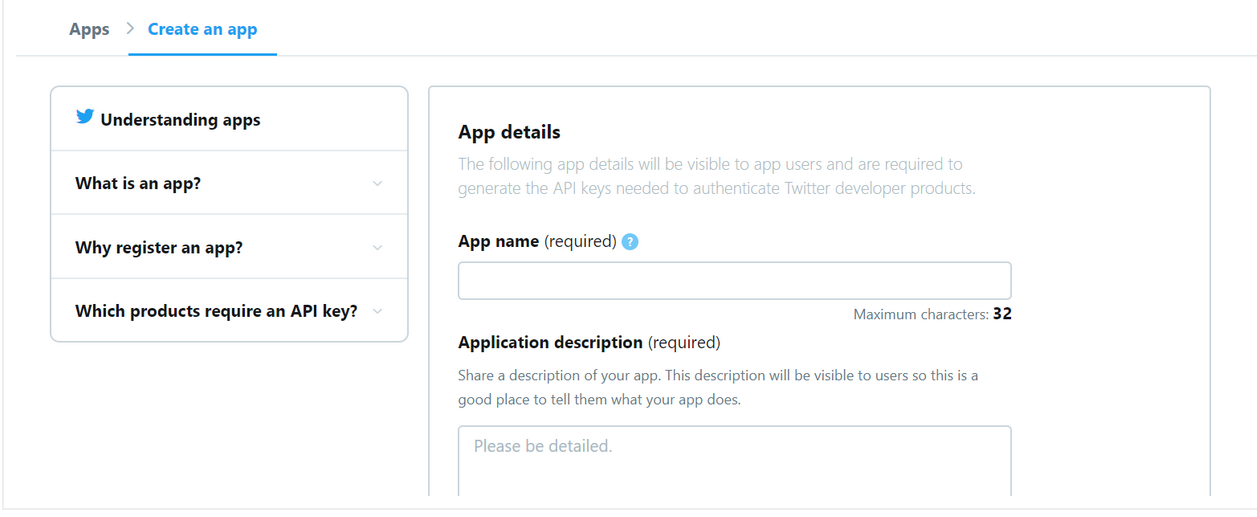 Apps > Create an app
Understanding apps
What is an app?
Why register an app?
Which products require an API key?
App details
The following app details will be visible to app users and are required to
generate the API keys needed to authenticate Twitter developer products.
App name (required) ?
Maximum characters: 32
Application description (required)
Share a description of your app. This description will be visible to users so this is a
good place to tell them what your app does.
Please be detailed.